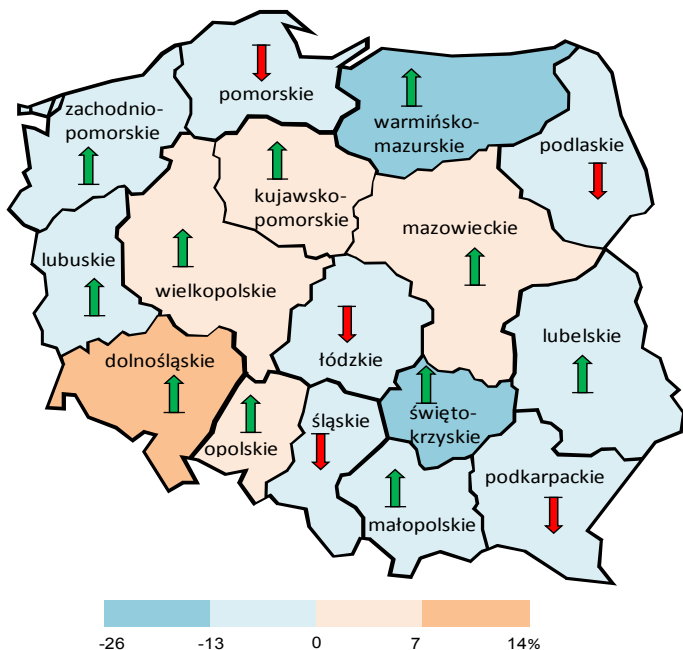 pomorskie
zachodnio-
pomorskie
warmińsko-
mazurskie
podlaskie
kujawsko-
pomorskie
mazowieckie
lubuskie
wielkopolskie
lubelskie
dolnośląskie
łódzkie
święto-
krzyskie
śląskie
opolskie
podkarpackie
małopolskie
-26 -13 0 7 14%